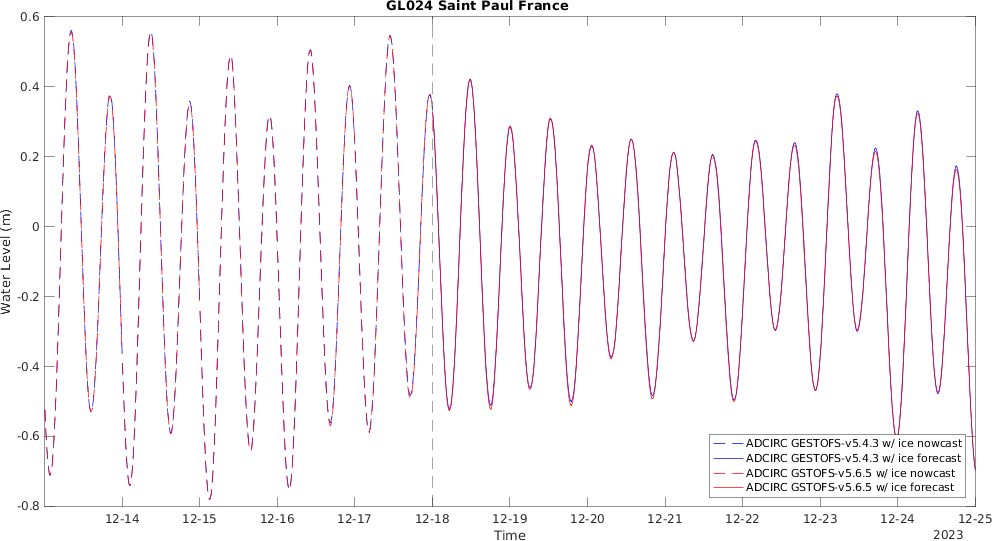 GL024 Saint Paul France
Water Level (m)
0.6
0.4
0.2
0
-0.2
-0.4
-0.6
-0.8
ADCIRC GESTOFS-v5.4.3 w/ ice nowcast
ADCIRC GESTOFS-v5.4.3 w/ ice forecast
ADCIRC GSTOFS-v5.6.5 w/ ice nowcast
ADCIRC GSTOFS-v5.6.5 w/ ice forecast
12-14 12-15 12-16 12-17 12-18 12-19 12-20 12-21 12-22 12-23 12-24 12-25
Time
2023